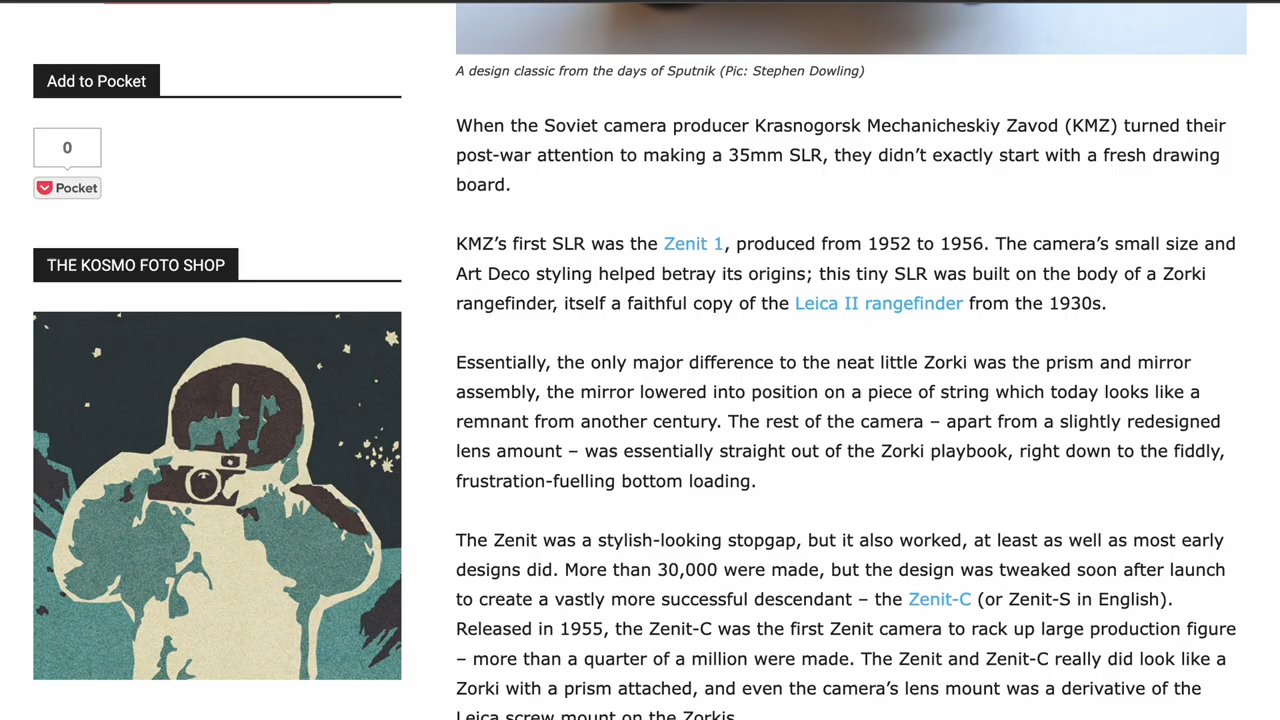 Add to Pocket
0
Pocket
THE KOSMO FOTO SHOP
A design classic from the days of Sputnik (Pic: Stephen Dowling)
When the Soviet camera producer Krasnogorsk Mechanicheskiy Zavod (KMZ) turned their
post-war attention to making a 35mm SLR, they didn’t exactly start with a fresh drawing
board.
KMZ’s first SLR was the Zenit 1, produced from 1952 to 1956. The camera’s small size and
Art Deco styling helped betray its origins; this tiny SLR was built on the body of a Zorki
rangefinder, itself a faithful copy of the Leica II rangefinder from the 1930s.
Essentially, the only major difference to the neat little Zorki was the prism and mirror
assembly, the mirror lowered into position on a piece of string which today looks like a
remnant from another century. The rest of the camera – apart from a slightly redesigned
lens amount – was essentially straight out of the Zorki playbook, right down to the fiddly,
frustration-fuelling bottom loading.
The Zenit was a stylish-looking stopgap, but it also worked, at least as well as most early
designs did. More than 30,000 were made, but the design was tweaked soon after launch
to create a vastly more successful descendant – the Zenit-C (or Zenit-S in English).
Released in 1955, the Zenit-C was the first Zenit camera to rack up large production figure
– more than a quarter of a million were made. The Zenit and Zenit-C really did look like a
Zorki with a prism attached, and even the camera’s lens mount was a derivative of the
Leica screw mount on the Zorkis.